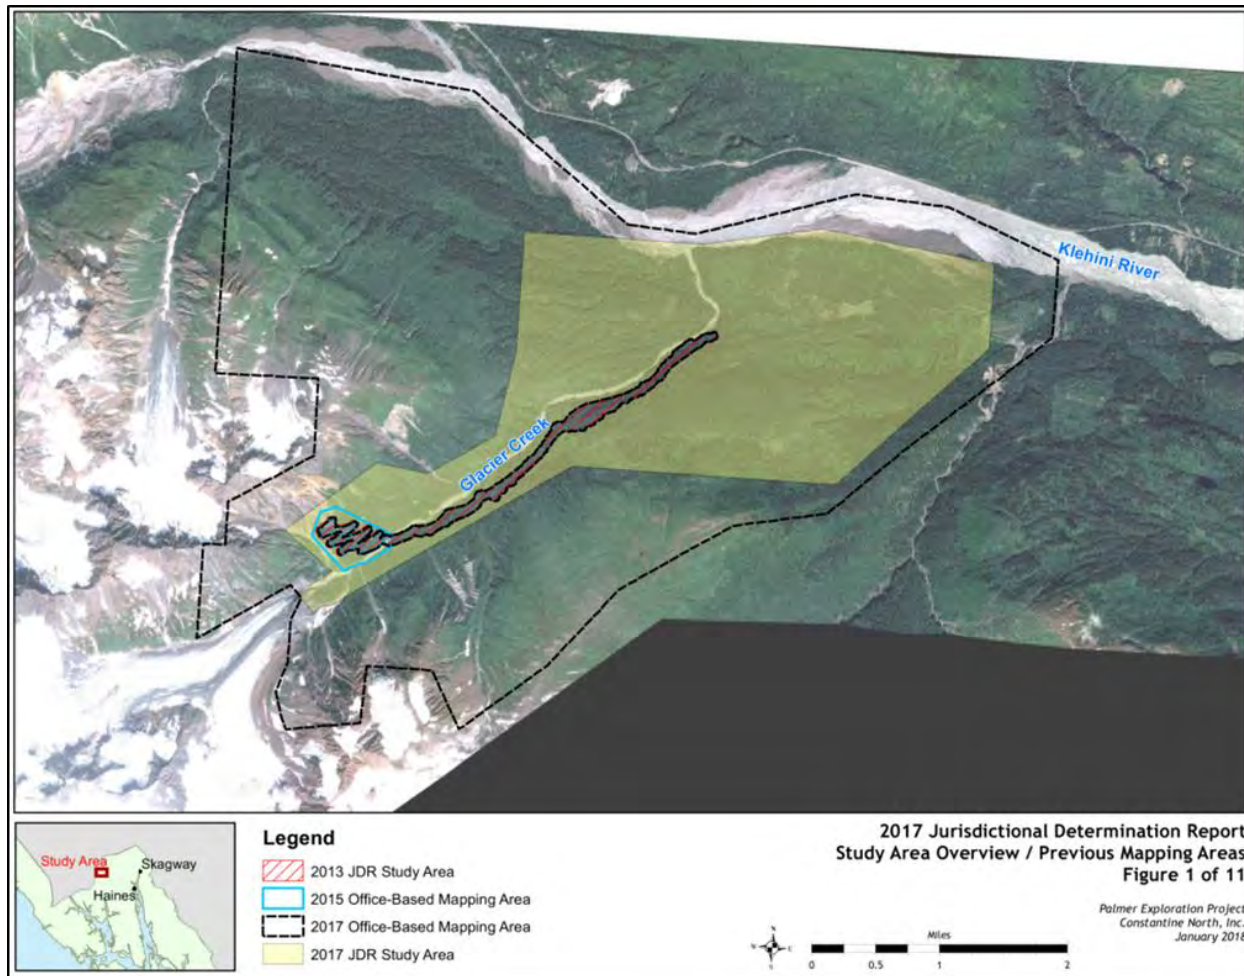 Klehini River
Glacier Creek
Study Area
Skagway
Haines
Legend
2013 JDR Study Area
2015 Office-Based Mapping Area
2017 Office-Based Mapping Area
2017 JDR Study Area
2017 Jurisdictional Determination Report
Study Area Overview / Previous Mapping Areas
Figure 1 of 11
Palmer Exploration Project
Constantine North, Inc.
January 2018
N
W E
S
Miles
0 0.5 1 2